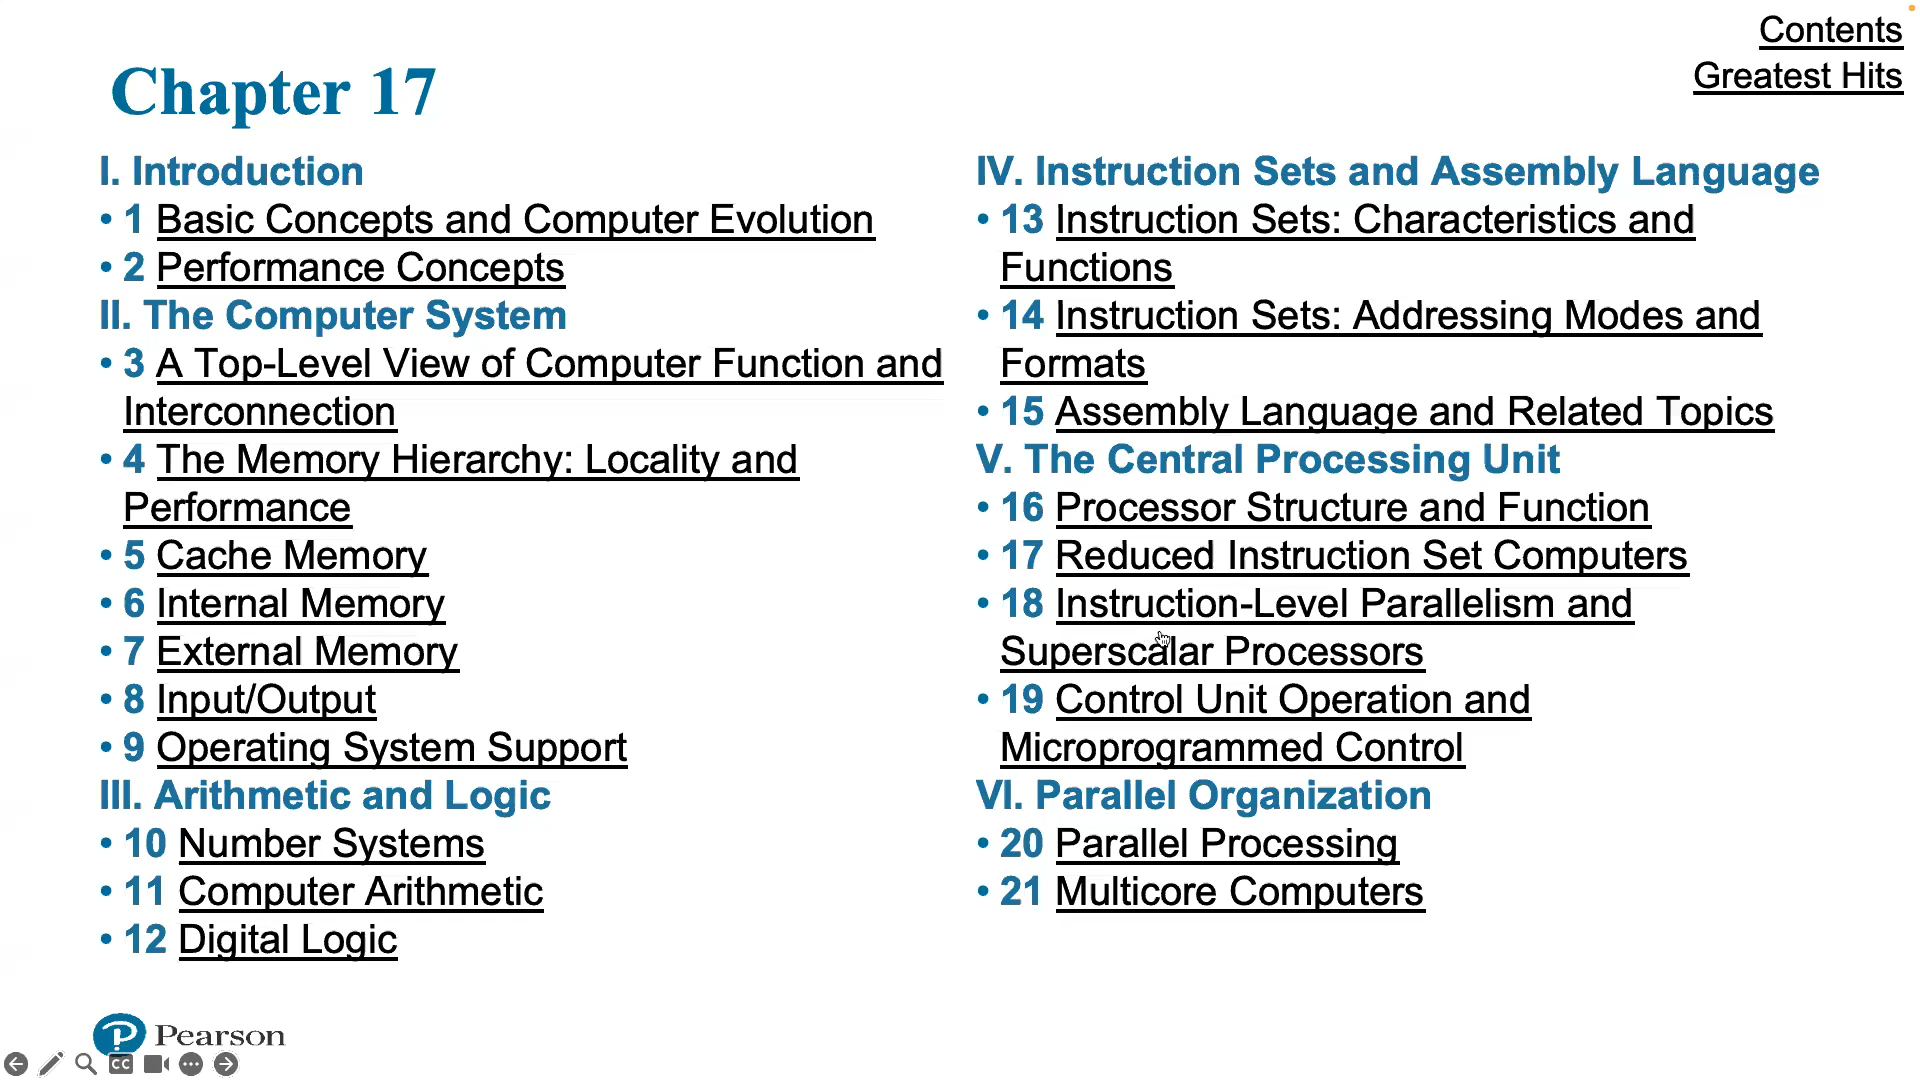 Contents
Greatest Hits
Chapter 17
I. Introduction
• 1 Basic Concepts and Computer Evolution
• 2 Performance Concepts
II. The Computer System
• 3 A Top-Level View of Computer Function and
Interconnection
• 4 The Memory Hierarchy: Locality and
Performance
• 5 Cache Memory
• 6 Internal Memory
• 7 External Memory
• 8 Input/Output
• 9 Operating System Support
III. Arithmetic and Logic
• 10 Number Systems
• 11 Computer Arithmetic
• 12 Digital Logic
IV. Instruction Sets and Assembly Language
• 13 Instruction Sets: Characteristics and
Functions
• 14 Instruction Sets: Addressing Modes and
Formats
• 15 Assembly Language and Related Topics
V. The Central Processing Unit
• 16 Processor Structure and Function
• 17 Reduced Instruction Set Computers
• 18 Instruction-Level Parallelism and
Superscalar Processors
• 19 Control Unit Operation and
Microprogrammed Control
VI. Parallel Organization
• 20 Parallel Processing
• 21 Multicore Computers
P Pearson
CC